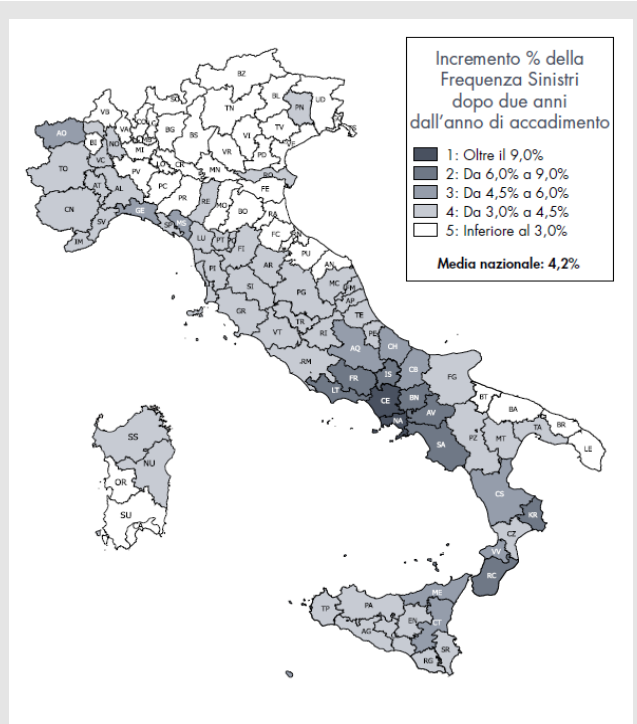 Incremento % della
Frequenza Sinistri
dopo due anni
dall'anno di accadimento
1: Oltre il 9,0%
2: Da 6,0% a 9,0%
3: Da 4,5% a 6,0%
4: Da 3,0% a 4,5%
5: Inferiore al 3,0%
Media nazionale: 4,2%
BZ
VB
SO
TN
BL
PN
UD
AO
VA
BG
BS
VI
TV
BI
NO
MI
VR
PD
VC
TO
PV
MN
RO
AT
AL
PC
CN
PR
RE
MO
BO
FE
GE
SV
IM
SP
MS
RA
FC
LU
PT
FI
PU
AN
PI
AR
MC
SI
PG
AP
GR
TE
TR
VT
RI
PE
AQ
CH
RM
FR
IS
CB
FG
LT
CE
BN
BT
BA
NA
AV
SA
PZ
MT
TA
BR
LE
SS
NU
OR
SU
CA
CS
KR
CZ
VV
RC
ME
TP
PA
EN
CT
AG
SR
RG